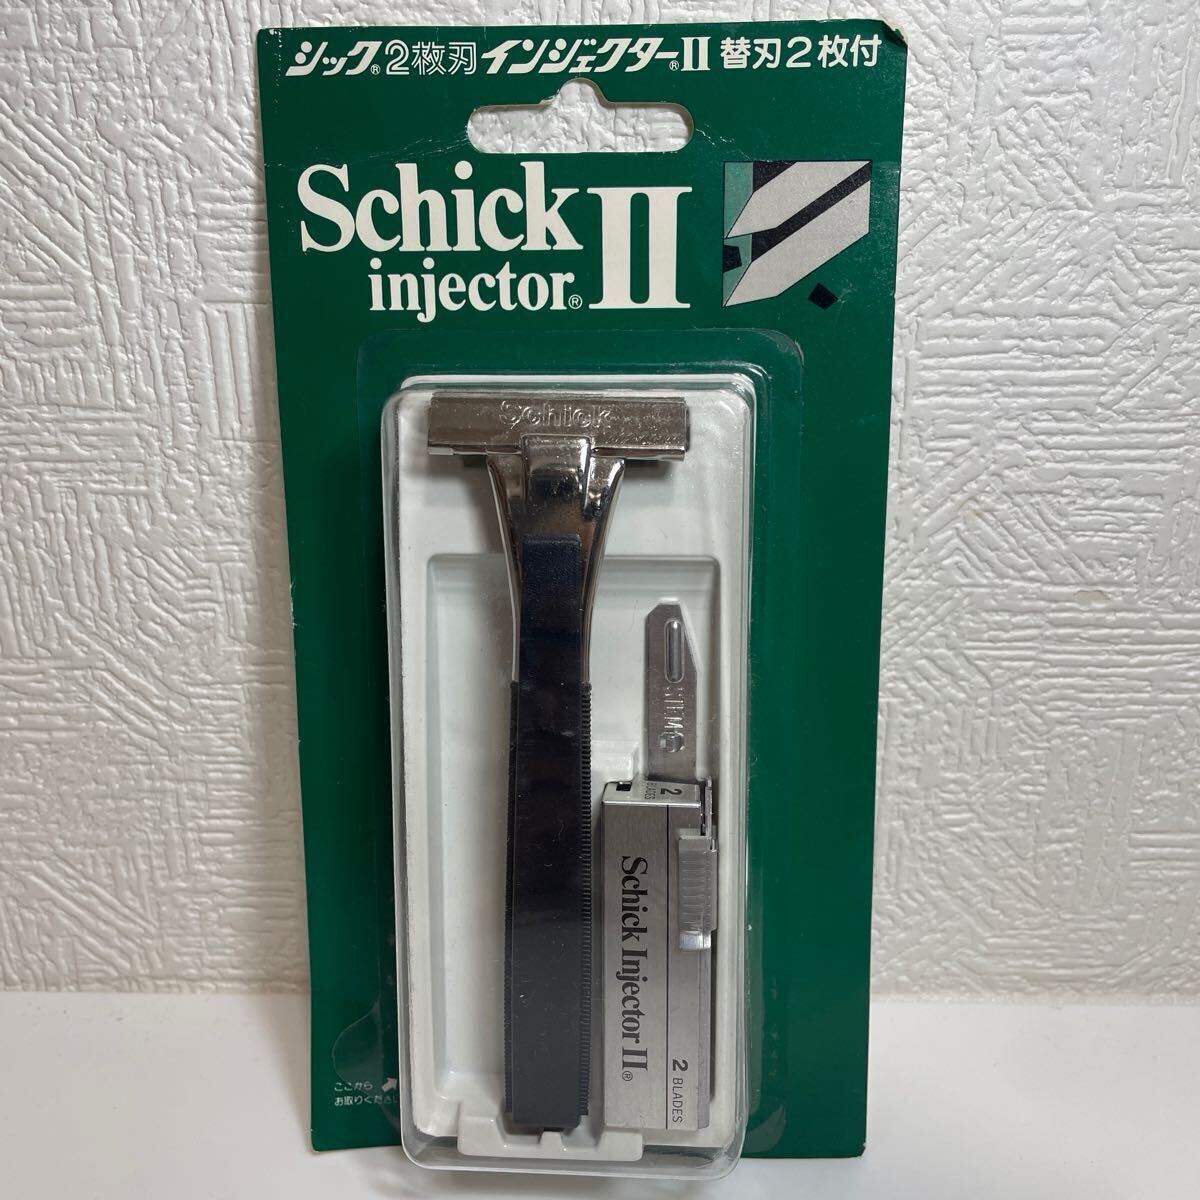 シック®2枚刃インジェクター®II 替刃2枚付
Schick II
injector®
Schick
2
BLADES
Schick Injector II®
2 BLADES
ここから
お取りください